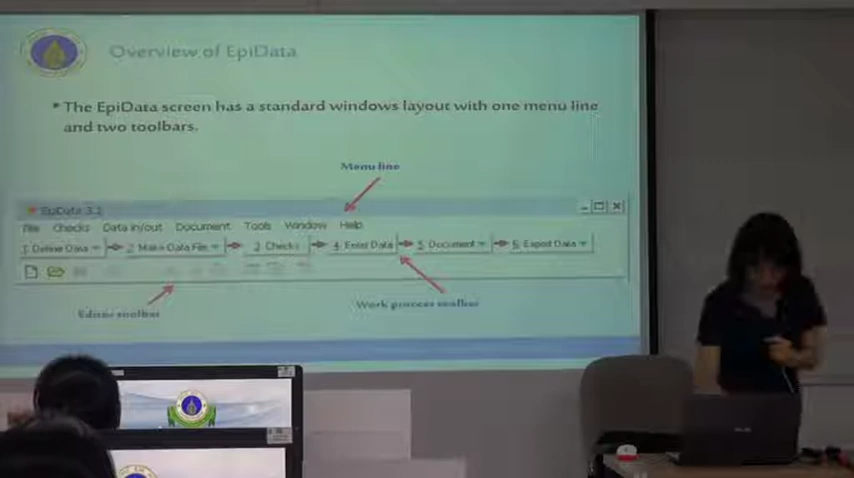 Overview of EpiData
• The EpiData screen has a standard windows layout with one menu line
and two toolbars.
Menu line
EpiData 3.1
File Checks Data in/out Document Tools Window Help
1. Define Data 2. Make Data File 3. Checks 4. Enter Data 5. Document 6. Export Data
Editor toolbar
Work process toolbar